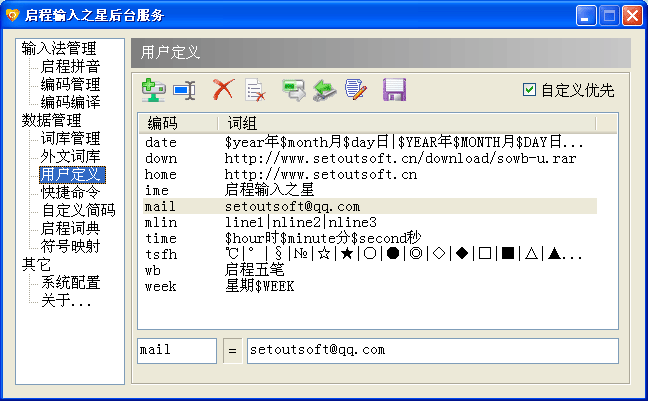 启程输入之星后台服务
输入法管理
启程拼音
编码管理
编码编译
数据管理
词库管理
外文词库
用户定义
快捷命令
自定义简码
启程词典
符号映射
其它
系统配置
关于...
用户定义
自定义优先
编码 词组
date $year年$month月$day日|$YEAR年$MONTH月$DAY日...
down http://www.setoutsoft.cn/download/sowb-u.rar
home http://www.setoutsoft.cn
ime 启程输入之星
mail setoutsoft@qq.com
mlin line1|nline2|nline3
time $hour时$minute分$second秒
tsfh ℃|°|§|№|☆|★|○|●|◎|◇|◆|□|■|△|▲...
wb 启程五笔
week 星期$WEEK
mail = setoutsoft@qq.com